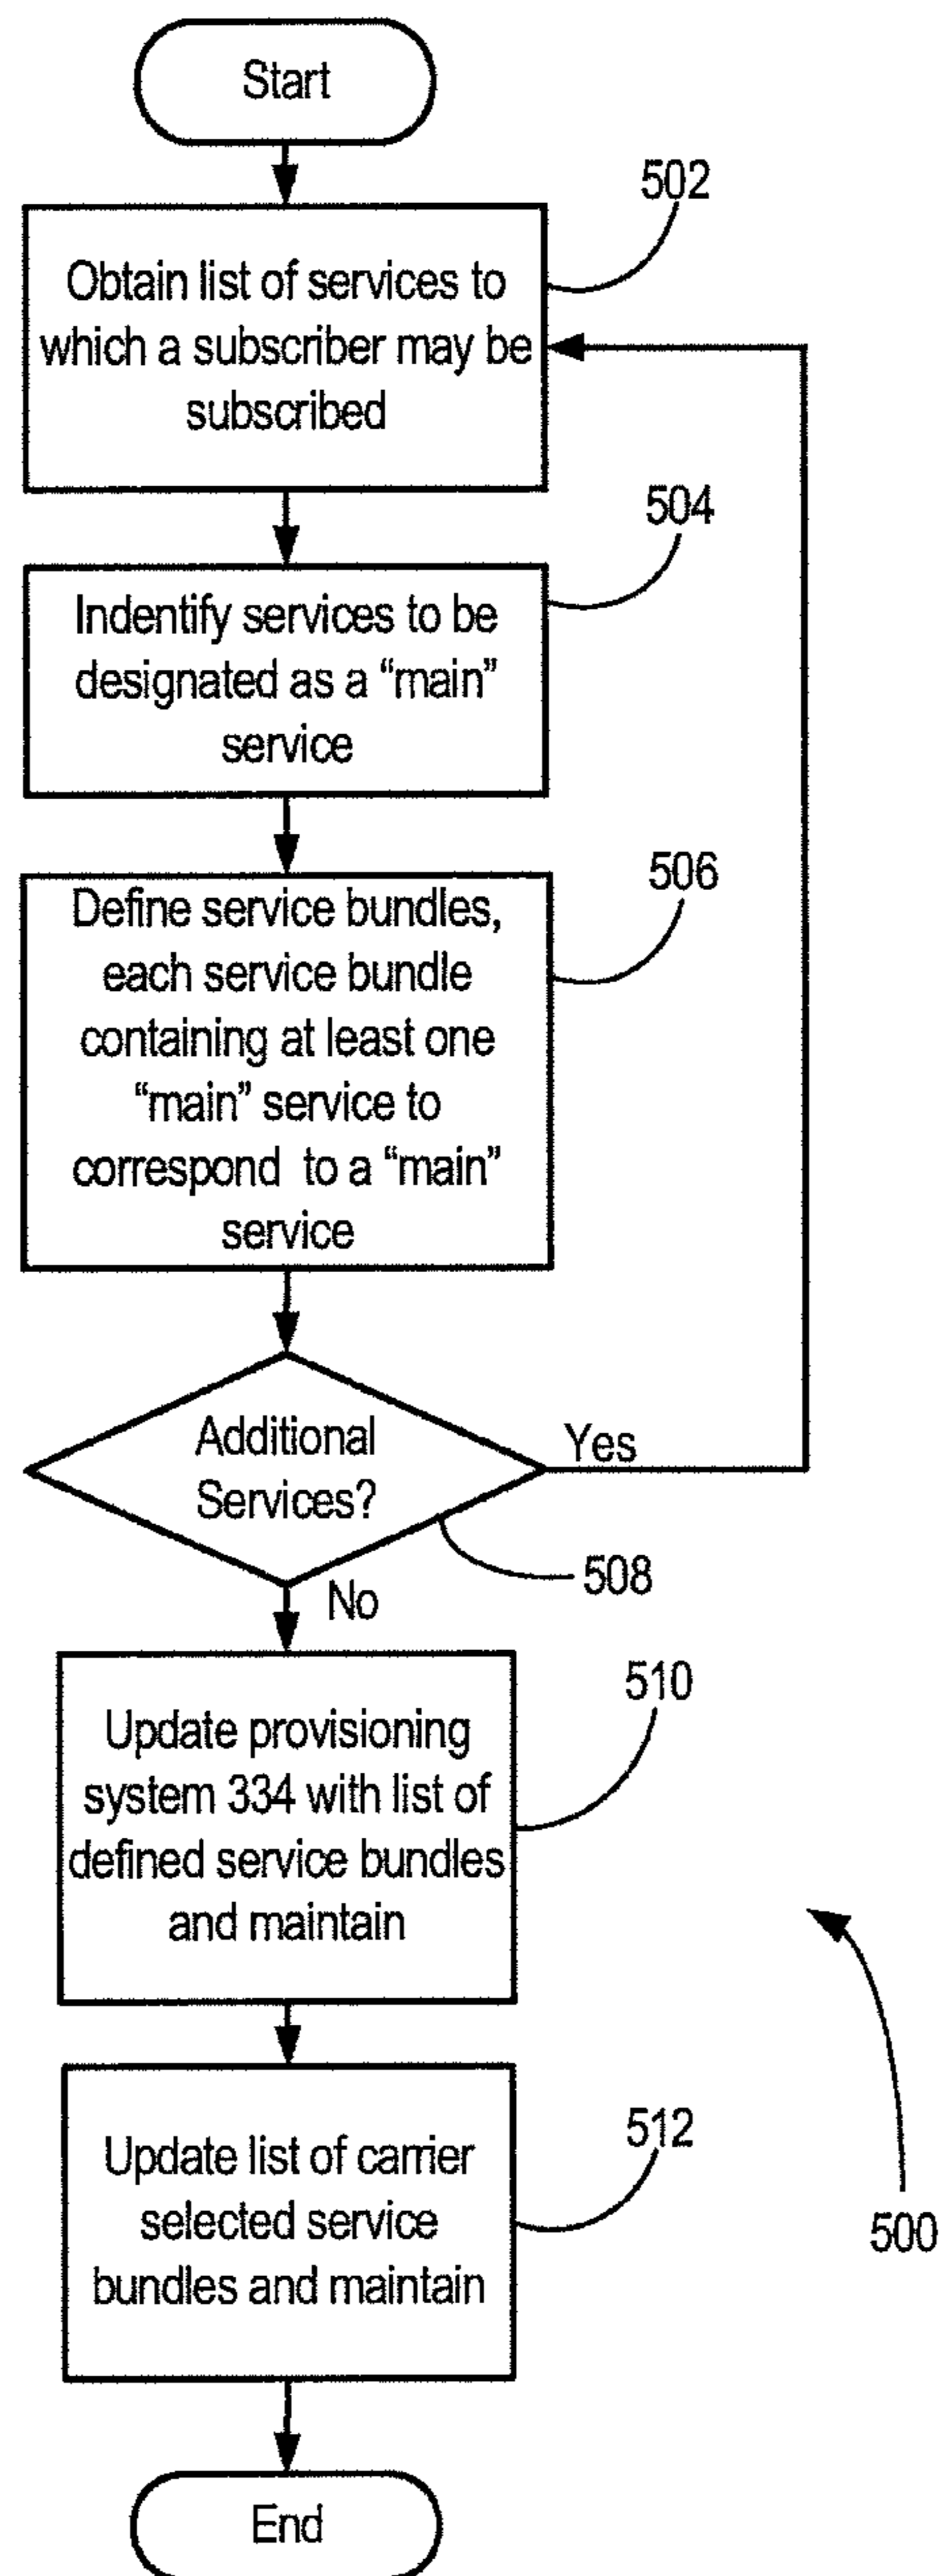 Start
502
Obtain list of services to
which a subscriber may be
subscribed
504
Indentify services to be
designated as a “main”
service
506
Define service bundles,
each service bundle
containing at least one
“main” service to
correspond to a “main”
service
Additional
Services?
Yes
508
No
510
Update provisioning
system 334 with list of
defined service bundles
and maintain
512
Update list of carrier
selected service
bundles and maintain
500
End